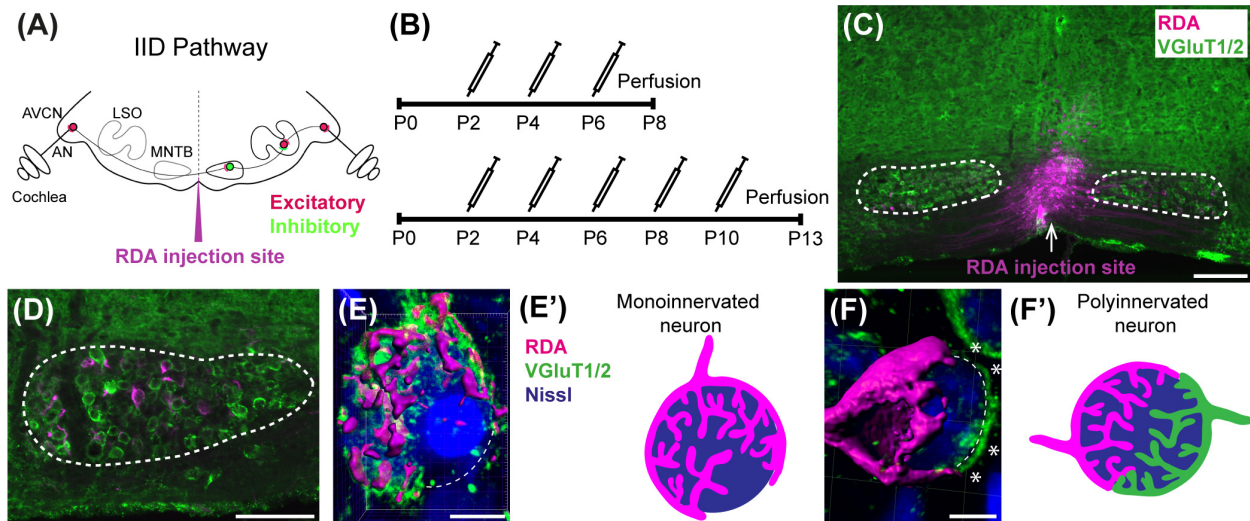 (A)
IID Pathway
AVCN
LSO
AN
MNTB
Cochlea
Excitatory
Inhibitory
RDA injection site
(B)
Perfusion
P0 P2 P4 P6 P8
Perfusion
P0 P2 P4 P6 P8 P10 P13
(C)
RDA
VGluT1/2
RDA injection site
(D)
(E)
(E')
Monoinnervated
neuron
RDA
VGluT1/2
Nissl
(F)
*
*
*
*
(F')
Polyinnervated
neuron